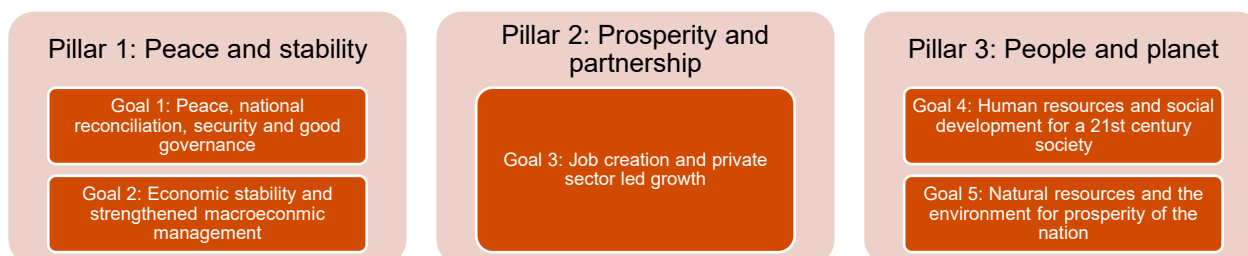 Pillar 1: Peace and stability
Goal 1: Peace, national
reconciliation, security and good
governance
Goal 2: Economic stability and
strengthened macroeconmic
management
Pillar 2: Prosperity and
partnership
Goal 3: Job creation and private
sector led growth
Pillar 3: People and planet
Goal 4: Human resources and social
development for a 21st century
society
Goal 5: Natural resources and the
environment for prosperity of the
nation